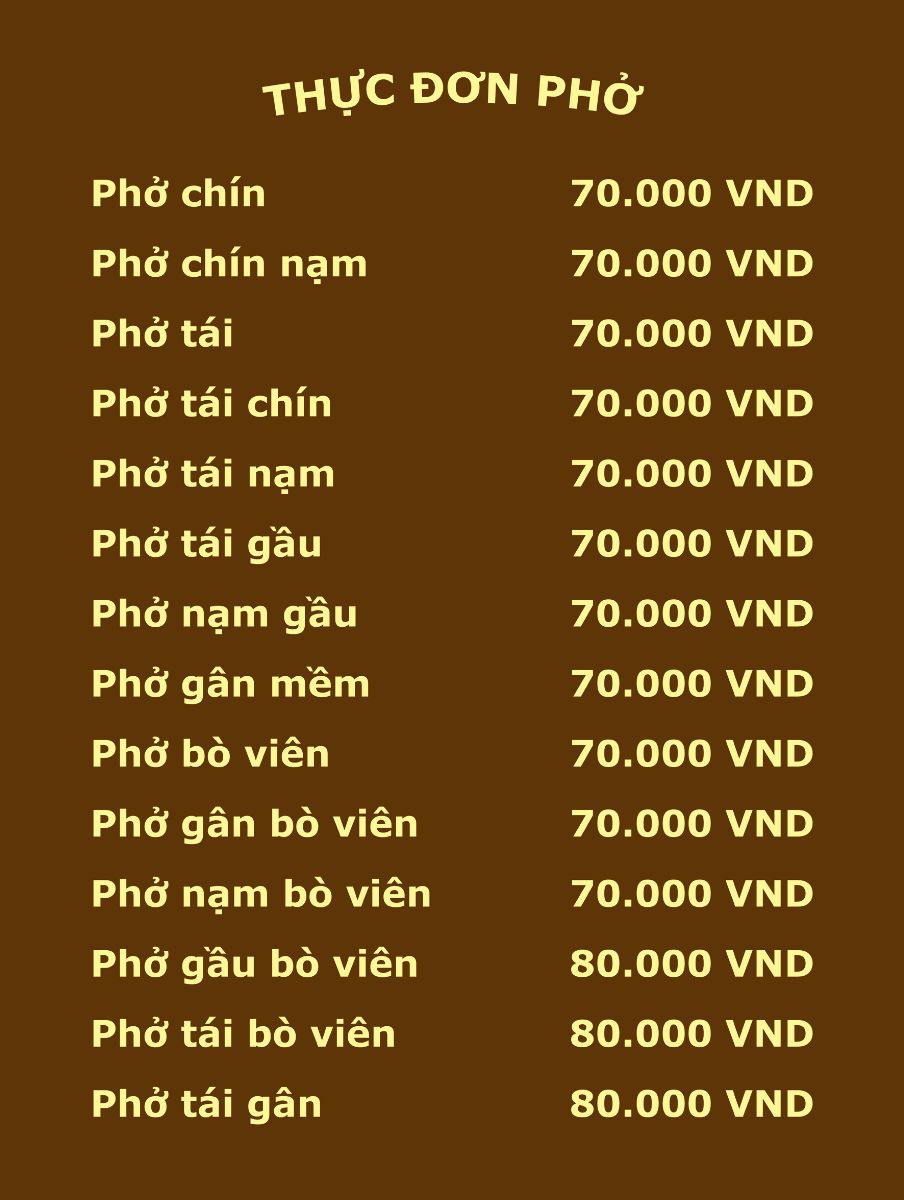 THỰC ĐƠN PHỞ
Phở chín 70.000 VND
Phở chín nạm 70.000 VND
Phở tái 70.000 VND
Phở tái chín 70.000 VND
Phở tái nạm 70.000 VND
Phở tái gầu 70.000 VND
Phở nạm gầu 70.000 VND
Phở gân mềm 70.000 VND
Phở bò viên 70.000 VND
Phở gân bò viên 70.000 VND
Phở nạm bò viên 70.000 VND
Phở gầu bò viên 80.000 VND
Phở tái bò viên 80.000 VND
Phở tái gân 80.000 VND